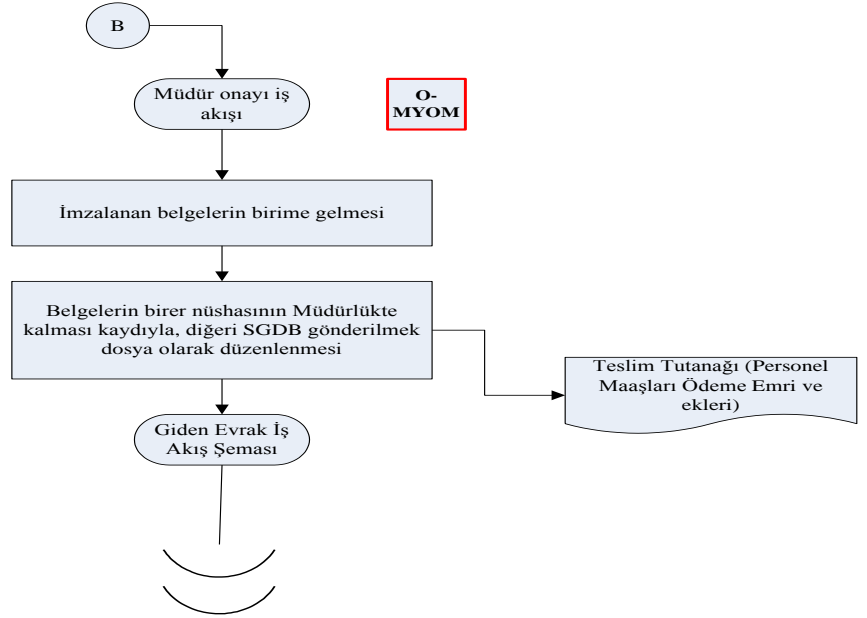 B
Müdür onayı iş
akışı
O-
MYOM
İmzalanan belgelerin birime gelmesi
Belgelerin birer nüshasının Müdürlükte
kalması kaydıyla, diğeri SGDB gönderilmek
dosya olarak düzenlenmesi
Teslim Tutanağı (Personel
Maaşları Ödeme Emri ve
ekleri)
Giden Evrak İş
Akış Şeması